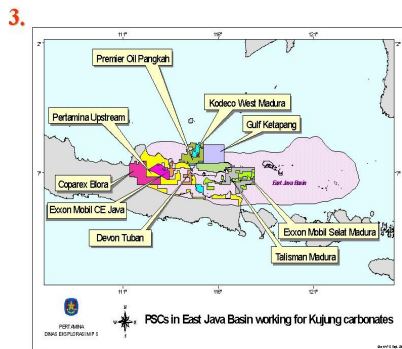 3.
Premier Oil Pangkah
Kodeco West Madura
Pertamina Upstream
Gulf Ketapang
Coparex Blora
East Java Basin
Exxon Mobil CE Java
Devon Tuban
Exxon Mobil Selat Madura
Talisman Madura
PERTAMINA
DINAS EKSPLORASI M P S
PSCs in East Java Basin working for Kujung carbonates